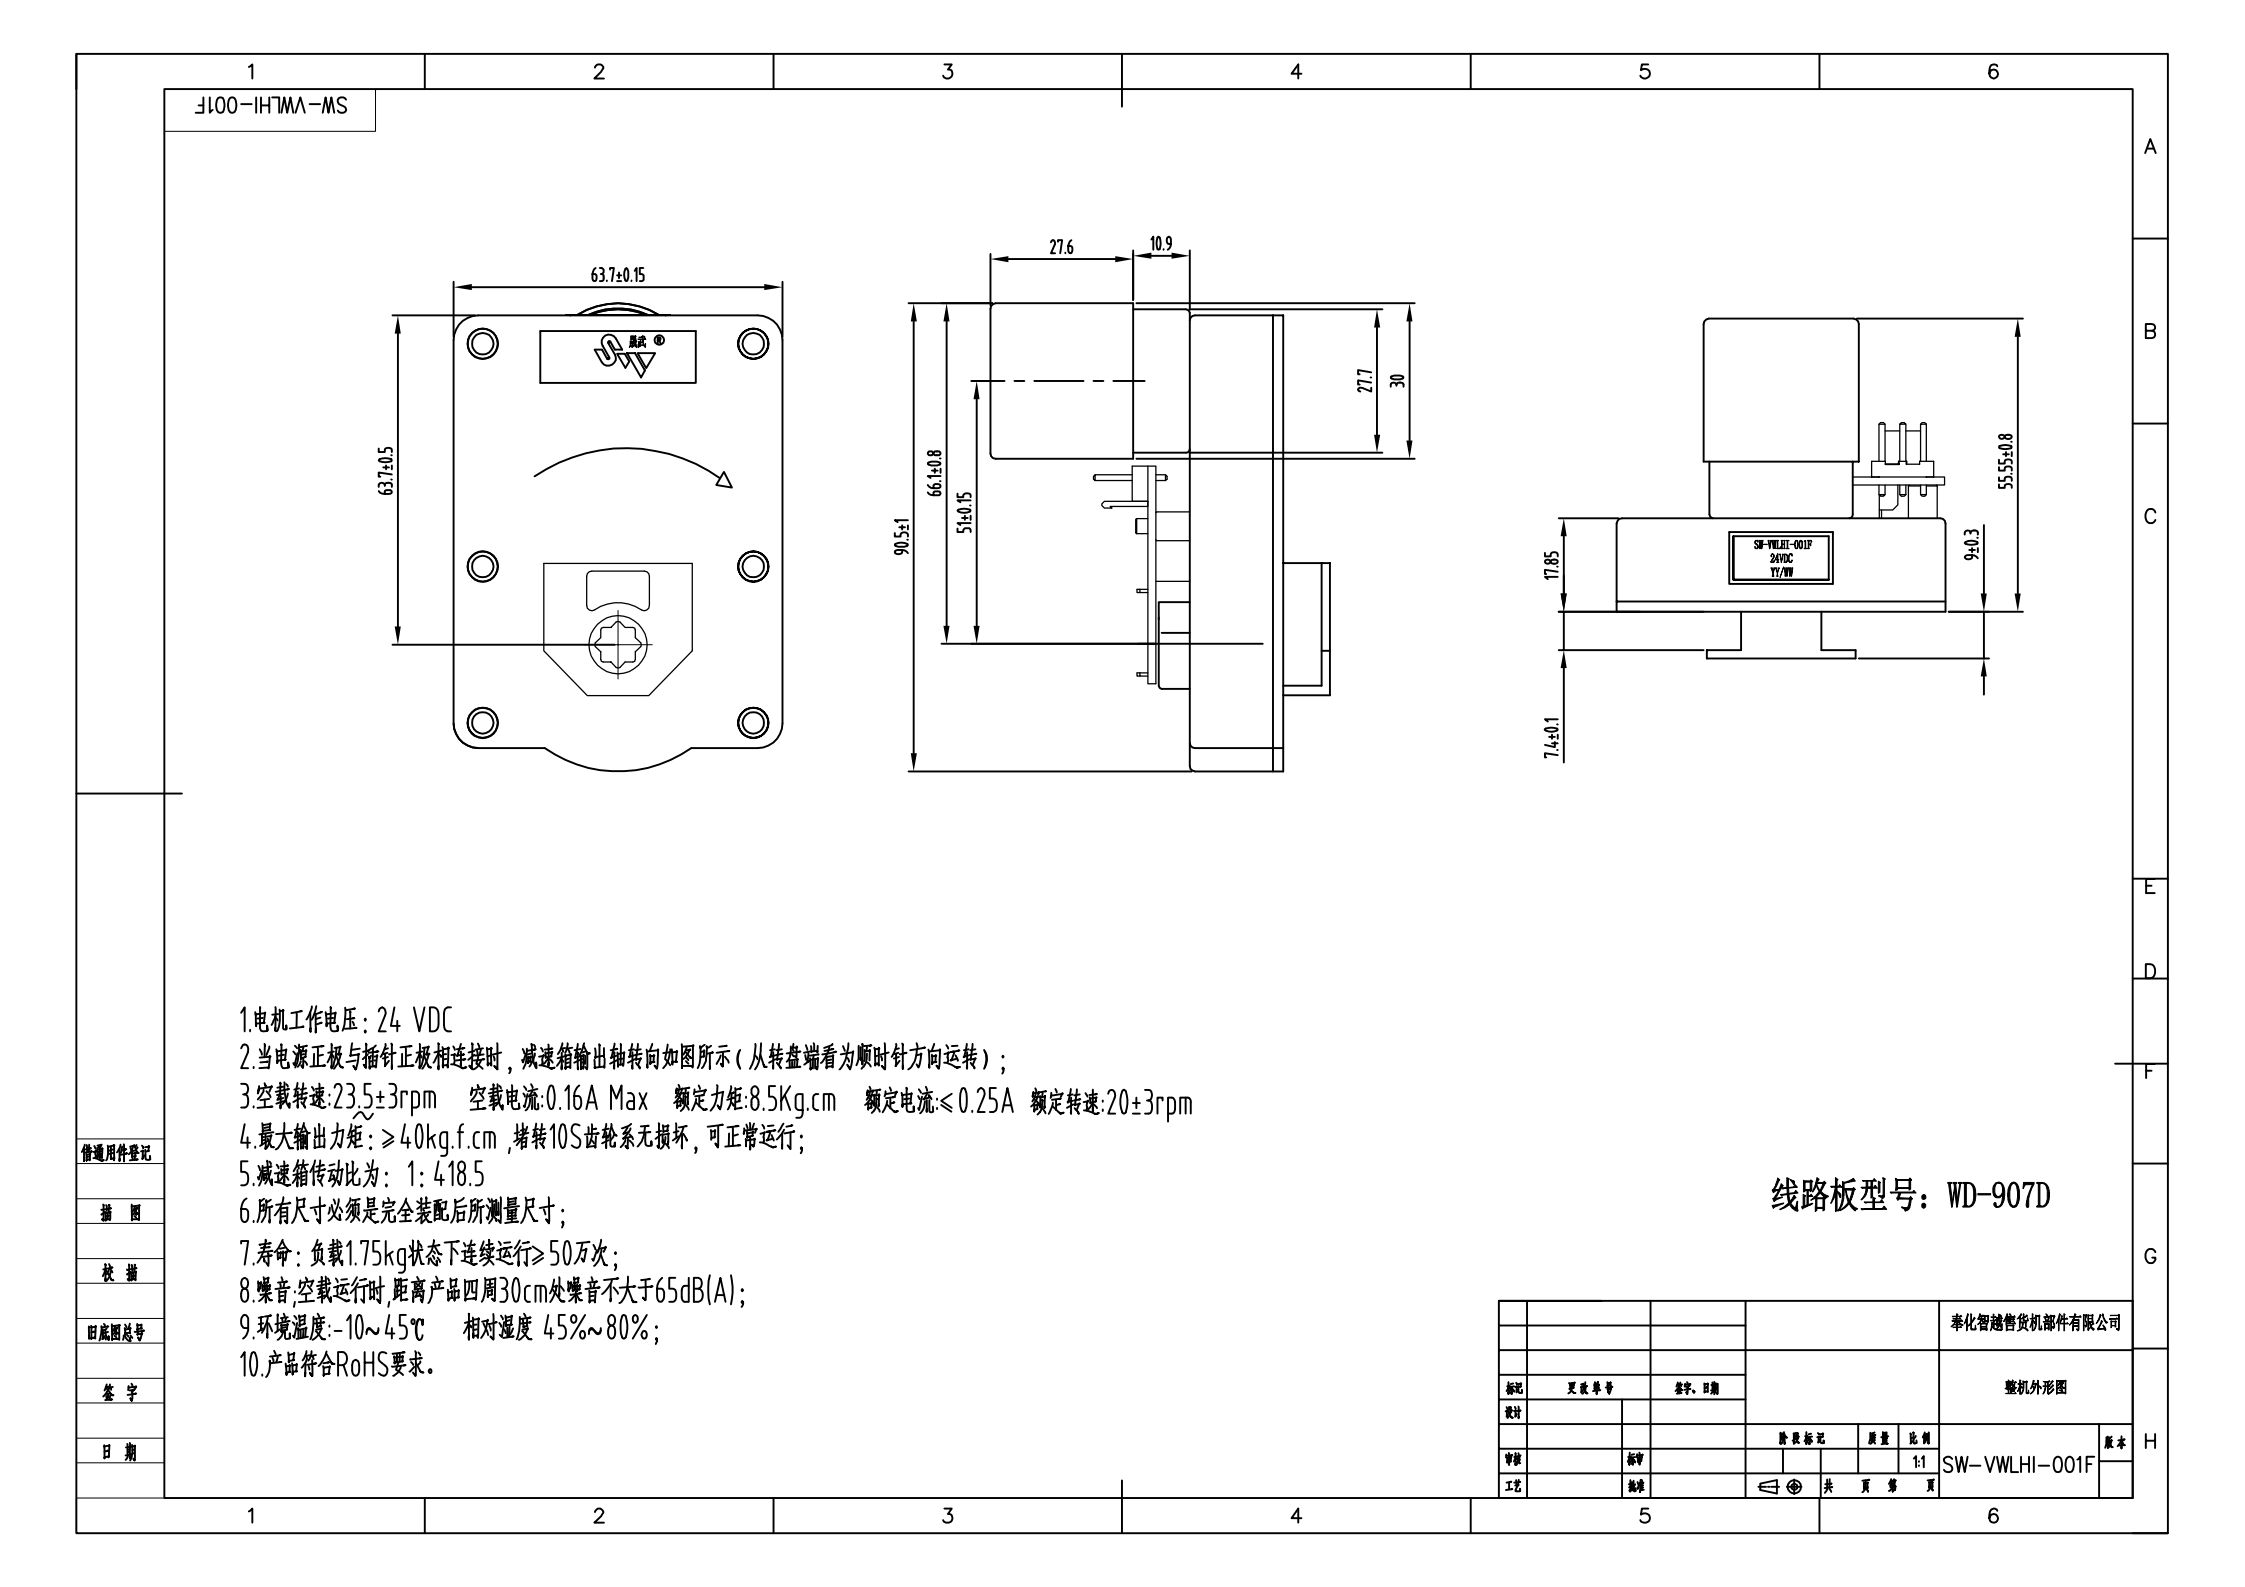 1 2 3 4 5 6
SW-VWLHI-001F
A
B
C
E
D
F
G
H
63.7±0.15
63.7±0.5
晟武 ®
27.6
10.9
90.5±1
66.1±0.8
51±0.15
27.7
30
55.55±0.8
17.85
9±0.3
7.4±0.1
SW-VWLHI-001F
24VDC
YY/WW
1.电机工作电压：24 VDC
2.当电源正极与插针正极相连接时，减速箱输出轴转向如图所示（从转盘端看为顺时针方向运转）；
3.空载转速:23.5±3rpm 空载电流:0.16A Max 额定力矩:8.5Kg.cm 额定电流:≤0.25A 额定转速:20±3rpm
4.最大输出力矩：≥40kg.f.cm ,堵转10S齿轮系无损坏，可正常运行；
5.减速箱传动比为： 1：418.5
6.所有尺寸必须是完全装配后所测量尺寸；
7.寿命：负载1.75kg状态下连续运行≥50万次；
8.噪音;空载运行时,距离产品四周30cm处噪音不大于65dB(A)；
9.环境温度:-10~45℃ 相对湿度 45%~80%；
10.产品符合RoHS要求。
线路板型号：WD-907D
借通用件登记
描 图
校 描
旧底图总号
签 字
日 期
奉化智越售货机部件有限公司
整机外形图
标记 更改单号 签字、日期
设计
阶段标记 质量 比例
版本
审核 标审
1:1
SW-VWLHI-001F
工艺 批准
共 页 第 页
1 2 3 4 5 6